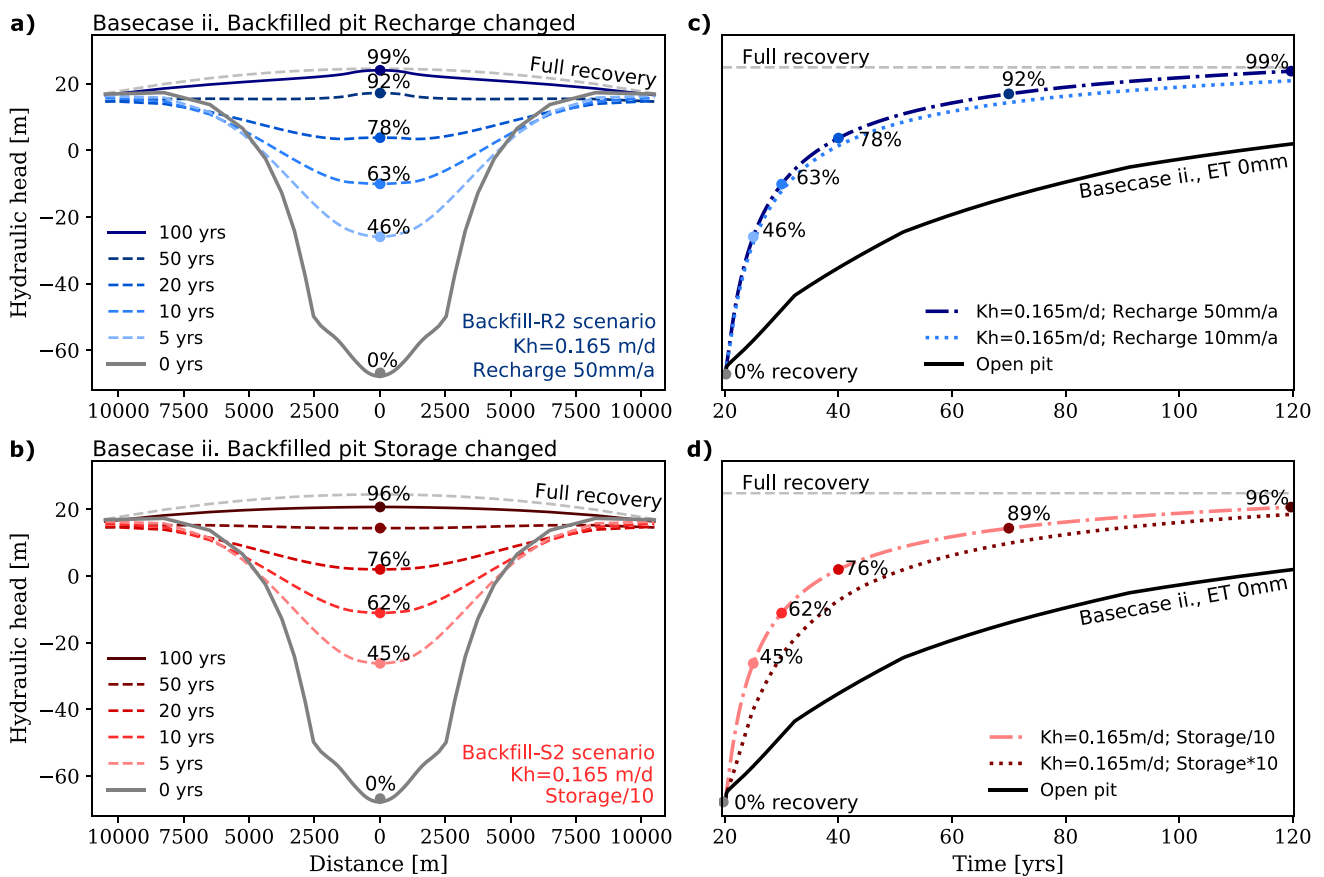 a)
Basecase ii. Backfilled pit Recharge changed
99%
Full recovery
92%
78%
63%
46%
0%
20
0
−20
−40
−60
Hydraulic head [m]
100 yrs
50 yrs
20 yrs
10 yrs
5 yrs
0 yrs
Backfill-R2 scenario
Kh=0.165 m/d
Recharge 50mm/a
10000 7500 5000 2500 0 2500 5000 7500 10000
c)
Full recovery
99%
92%
78%
63%
46%
Basecase ii., ET 0mm
Kh=0.165m/d; Recharge 50mm/a
Kh=0.165m/d; Recharge 10mm/a
Open pit
0% recovery
20 40 60 80 100 120
b)
Basecase ii. Backfilled pit Storage changed
96%
Full recovery
76%
62%
45%
0%
20
0
−20
−40
−60
Hydraulic head [m]
100 yrs
50 yrs
20 yrs
10 yrs
5 yrs
0 yrs
Backfill-S2 scenario
Kh=0.165 m/d
Storage/10
10000 7500 5000 2500 0 2500 5000 7500 10000
Distance [m]
d)
Full recovery
96%
89%
76%
62%
45%
Basecase ii., ET 0mm
Kh=0.165m/d; Storage/10
Kh=0.165m/d; Storage*10
Open pit
0% recovery
20 40 60 80 100 120
Time [yrs]